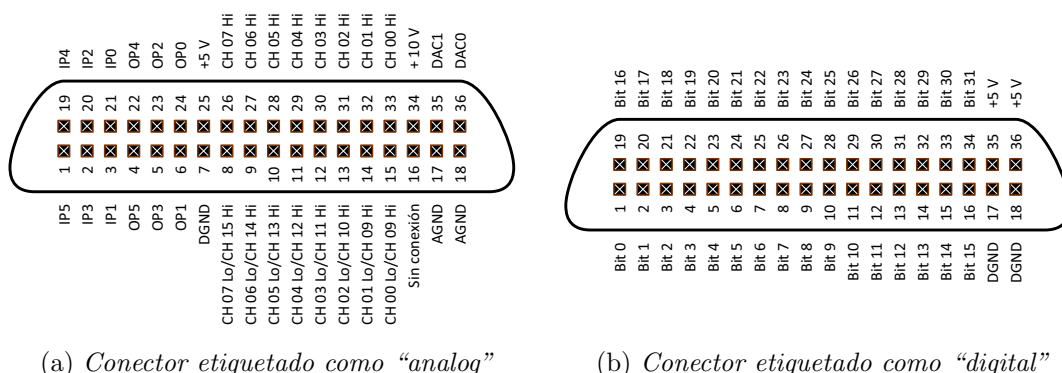 IP4 IP2 IP0 OP4 OP2 OP0 +5 V CH 07 Hi CH 06 Hi CH 05 Hi CH 04 Hi CH 03 Hi CH 02 Hi CH 01 Hi CH 00 Hi +10 V DAC1 DAC0
19 20 21 22 23 24 25 26 27 28 29 30 31 32 33 34 35 36
1 2 3 4 5 6 7 8 9 10 11 12 13 14 15 16 17 18
IP5 IP3 IP1 OP5 OP3 OP1 DGND CH 07 Lo/CH 15 Hi CH 06 Lo/CH 14 Hi CH 05 Lo/CH 13 Hi CH 04 Lo/CH 12 Hi CH 03 Lo/CH 11 Hi CH 02 Lo/CH 10 Hi CH 01 Lo/CH 09 Hi CH 00 Lo/CH 09 Hi Sin conexión AGND AGND
(a) Conector etiquetado como “analog”
Bit 16 Bit 17 Bit 18 Bit 19 Bit 20 Bit 21 Bit 22 Bit 23 Bit 24 Bit 25 Bit 26 Bit 27 Bit 28 Bit 29 Bit 30 Bit 31 +5 V +5 V
19 20 21 22 23 24 25 26 27 28 29 30 31 32 33 34 35 36
1 2 3 4 5 6 7 8 9 10 11 12 13 14 15 16 17 18
Bit 0 Bit 1 Bit 2 Bit 3 Bit 4 Bit 5 Bit 6 Bit 7 Bit 8 Bit 9 Bit 10 Bit 11 Bit 12 Bit 13 Bit 14 Bit 15 DGND DGND
(b) Conector etiquetado como “digital”